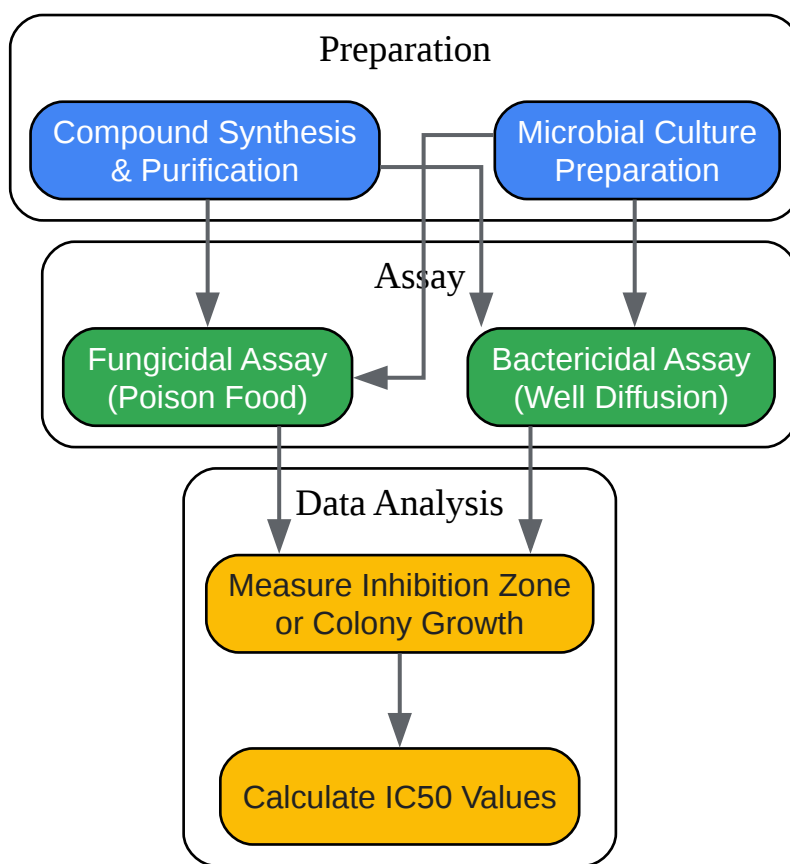 Preparation
Compound Synthesis
& Purification
Microbial Culture
Preparation
Assay
Fungicidal Assay
(Poison Food)
Bactericidal Assay
(Well Diffusion)
Data Analysis
Measure Inhibition Zone
or Colony Growth
Calculate IC50 Values